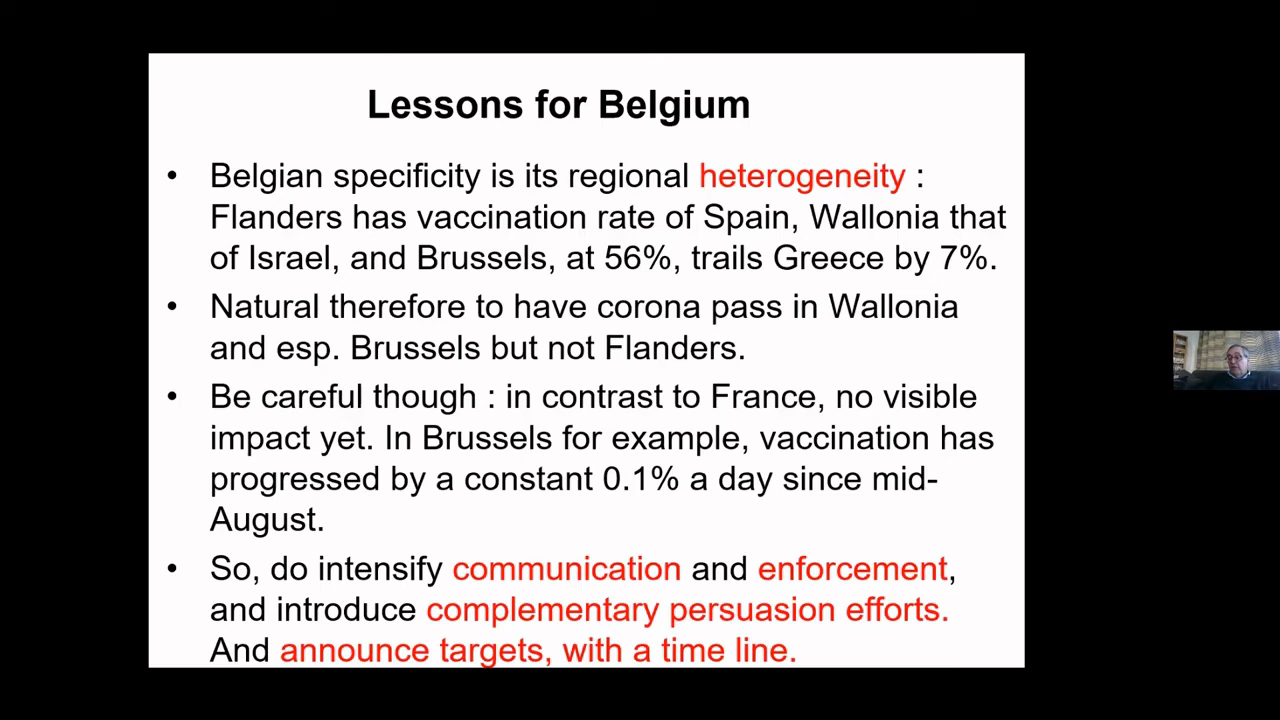 Lessons for Belgium
• Belgian specificity is its regional heterogeneity :
Flanders has vaccination rate of Spain, Wallonia that
of Israel, and Brussels, at 56%, trails Greece by 7%.
• Natural therefore to have corona pass in Wallonia
and esp. Brussels but not Flanders.
• Be careful though : in contrast to France, no visible
impact yet. In Brussels for example, vaccination has
progressed by a constant 0.1% a day since mid-
August.
• So, do intensify communication and enforcement,
and introduce complementary persuasion efforts.
And announce targets, with a time line.